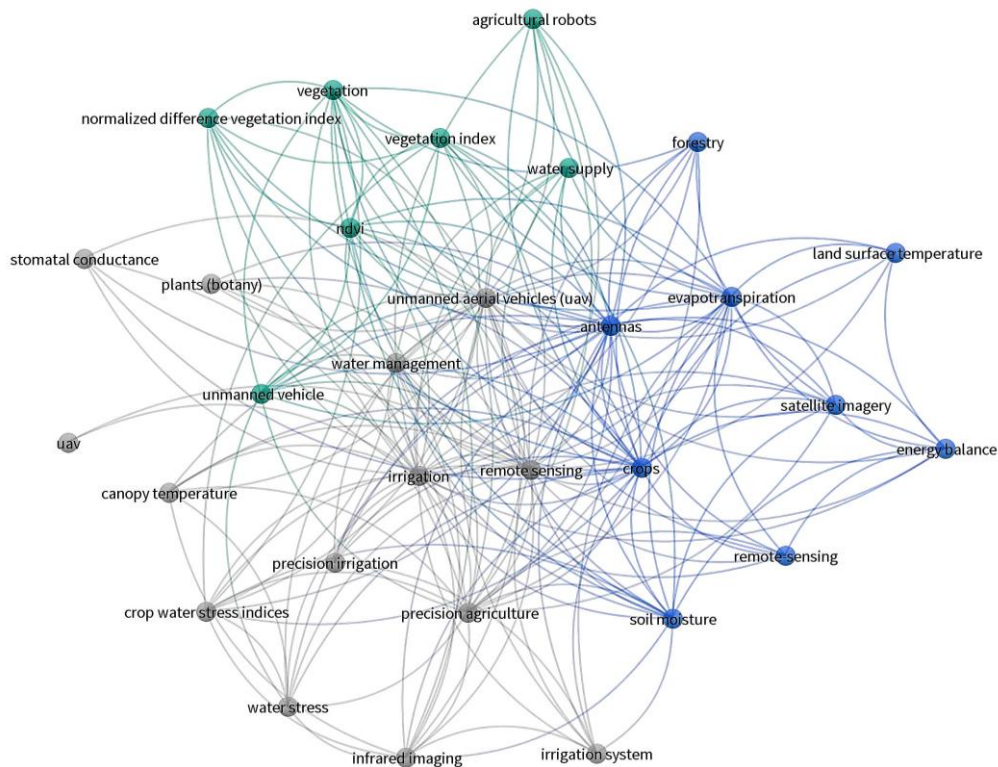 agricultural robots
vegetation
normalized difference vegetation index
vegetation index
forestry
water supply
ndvi
land surface temperature
stomatal conductance
plants (botany)
unmanned aerial vehicles (uav)
evapotranspiration
antennas
water management
unmanned vehicle
satellite imagery
uav
energy balance
irrigation
remote sensing
crops
canopy temperature
remote-sensing
precision irrigation
crop water stress indices
precision agriculture
soil moisture
water stress
infrared imaging
irrigation system